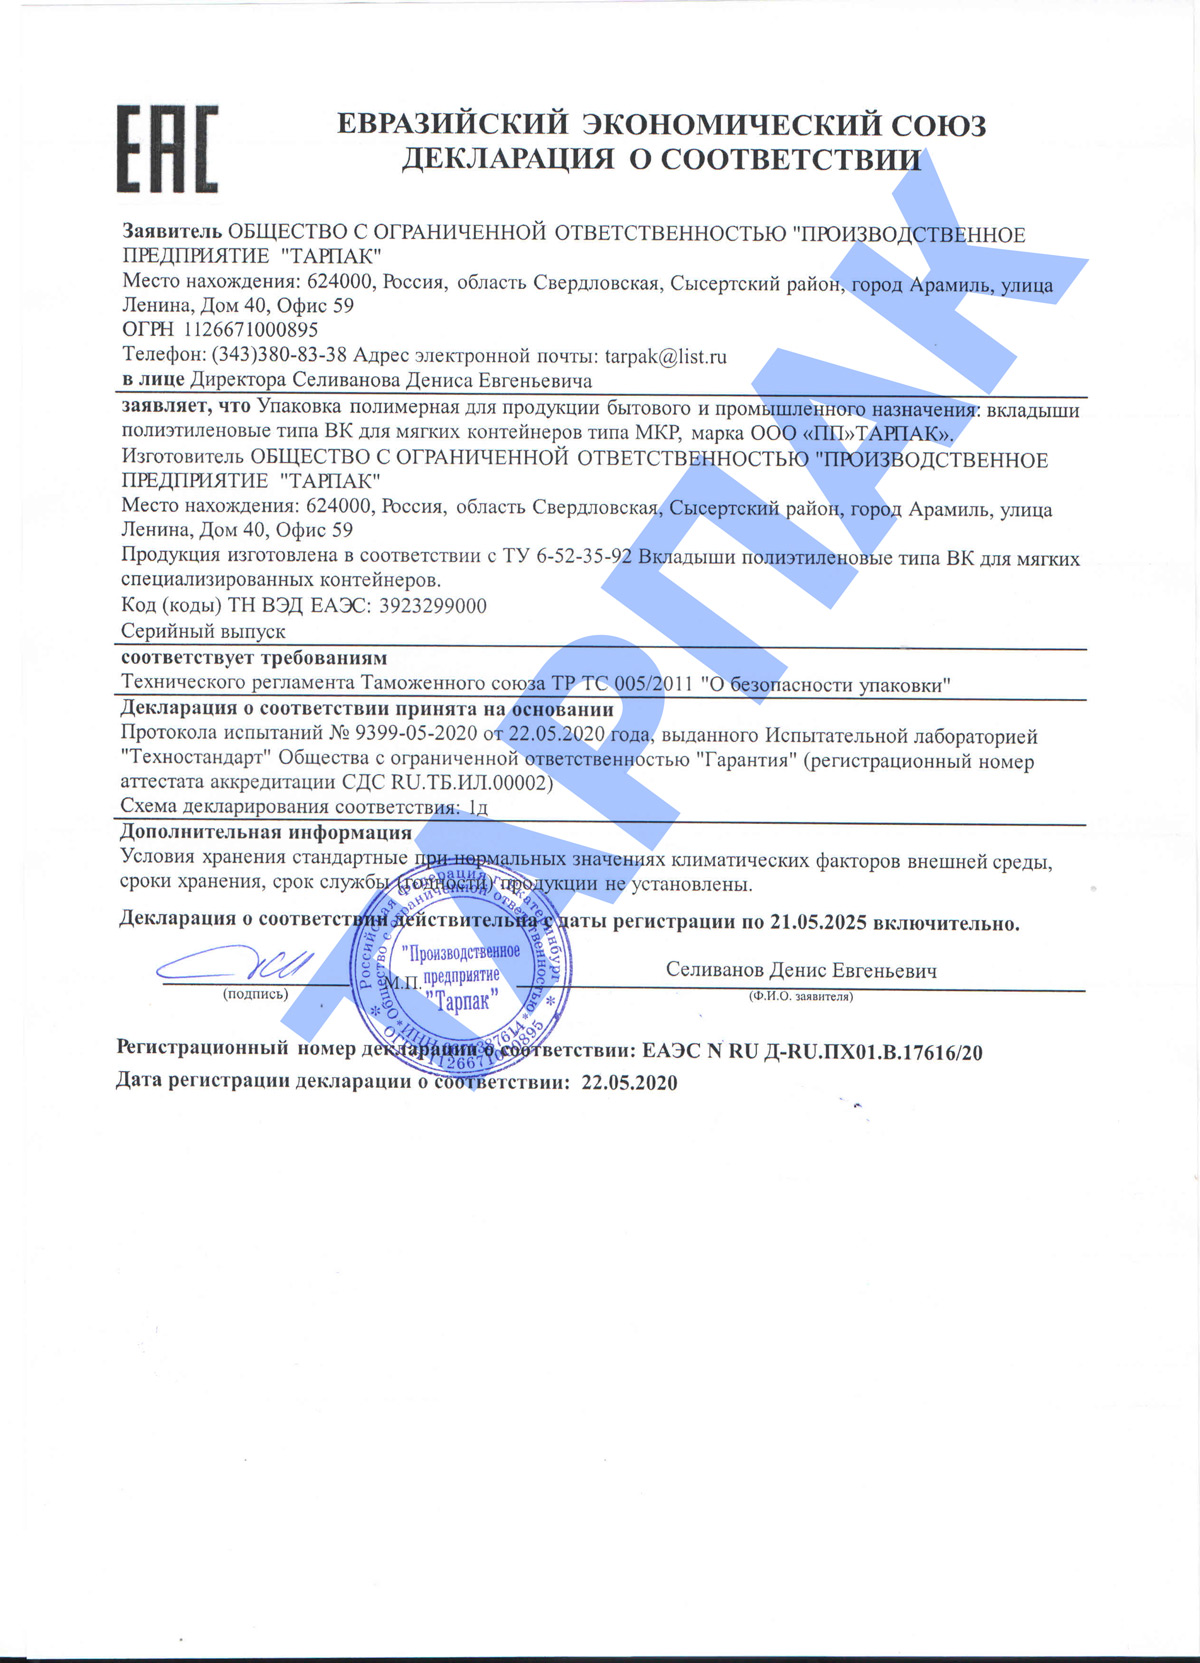 ЕАС
ЕВРАЗИЙСКИЙ ЭКОНОМИЧЕСКИЙ СОЮЗ
ДЕКЛАРАЦИЯ О СООТВЕТСТВИИ
Заявитель ОБЩЕСТВО С ОГРАНИЧЕННОЙ ОТВЕТСТВЕННОСТЬЮ "ПРОИЗВОДСТВЕННОЕ
ПРЕДПРИЯТИЕ "ТАРПАК"
Место нахождения: 624000, Россия, область Свердловская, Сысертский район, город Арамиль, улица
Ленина, Дом 40, Офис 59
ОГРН 1126671000895
Телефон: (343)380-83-38 Адрес электронной почты: tarpak@list.ru
в лице Директора Селиванова Дениса Евгеньевича
заявляет, что Упаковка полимерная для продукции бытового и промышленного назначения: вкладыши
полиэтиленовые типа ВК для мягких контейнеров типа МКР, марка ООО «ПП»ТАРПАК».
Изготовитель ОБЩЕСТВО С ОГРАНИЧЕННОЙ ОТВЕТСТВЕННОСТЬЮ "ПРОИЗВОДСТВЕННОЕ
ПРЕДПРИЯТИЕ "ТАРПАК"
Место нахождения: 624000, Россия, область Свердловская, Сысертский район, город Арамиль, улица
Ленина, Дом 40, Офис 59
Продукция изготовлена в соответствии с ТУ 6-52-35-92 Вкладыши полиэтиленовые типа ВК для мягких
специализированных контейнеров.
Код (коды) ТН ВЭД ЕАЭС: 3923299000
Серийный выпуск
соответствует требованиям
Технического регламента Таможенного союза ТР ТС 005/2011 "О безопасности упаковки"
Декларация о соответствии принята на основании
Протокола испытаний № 9399-05-2020 от 22.05.2020 года, выданного Испытательной лабораторией
"Техностандарт" Общества с ограниченной ответственностью "Гарантия" (регистрационный номер
аттестата аккредитации СДС RU.ТБ.ИЛ.00002)
Схема декларирования соответствия: 1д
Дополнительная информация
Условия хранения стандартные при нормальных значениях климатических факторов внешней среды,
сроки хранения, срок службы (годности) продукции не установлены.
Декларация о соответствии действительна с даты регистрации по 21.05.2025 включительно.
Российская Федерация г.Екатеринбург
Общество с ограниченной ответственностью
"Производственное
предприятие
"Тарпак"
ОГРН 1126671000895
М.П.
Селиванов Денис Евгеньевич
(подпись)
(Ф.И.О. заявителя)
Регистрационный номер декларации о соответствии: ЕАЭС N RU Д-RU.ПХ01.В.17616/20
Дата регистрации декларации о соответствии: 22.05.2020
ТАРПАК